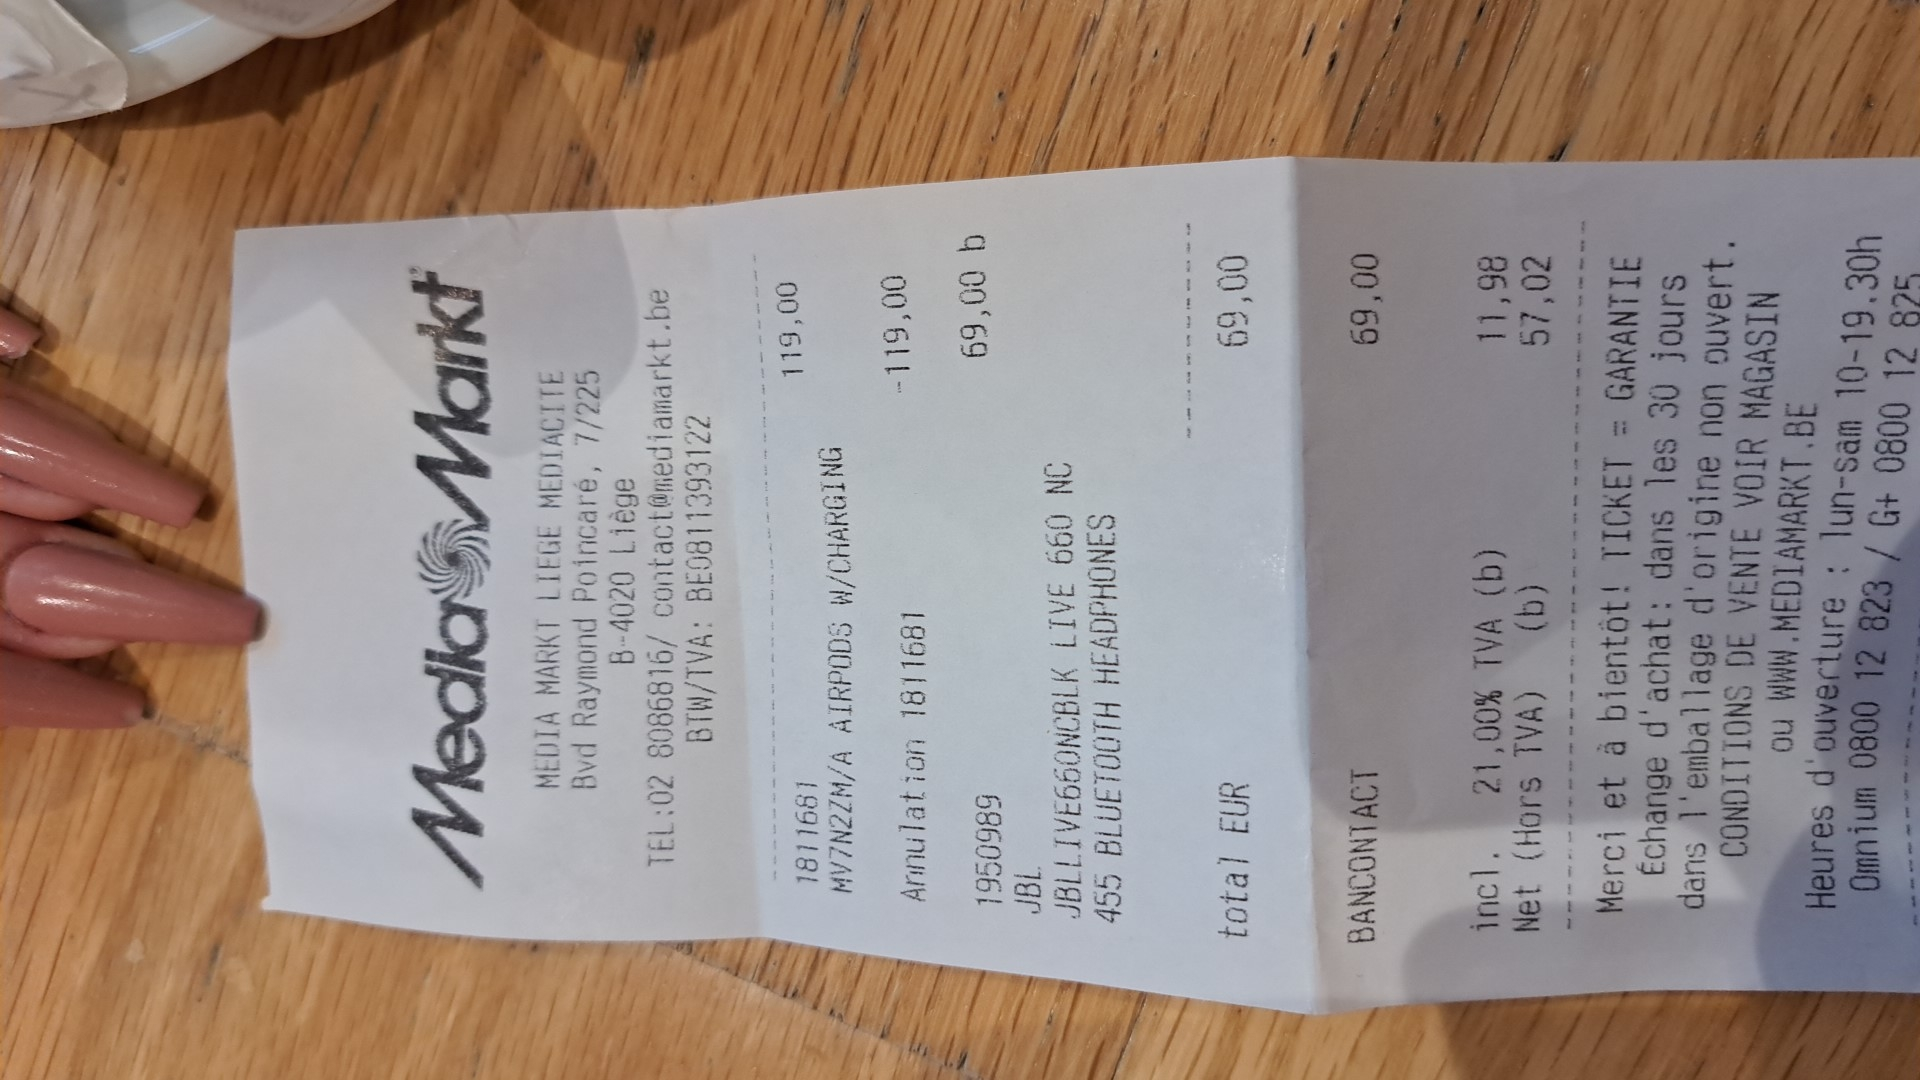 MediaMarkt
MEDIA MARKT LIEGE MEDIACITE
Bvd Raymond Poincaré, 7/225
B-4020 Liège
TEL:02 8086816/ contact@mediamarkt.be
BTW/TVA: BE0811393122
1811681 119,00
MV7N2ZM/A AIRPODS W/CHARGING
Annulation 1811681 -119,00
1950989 69,00 b
JBL
JBLLIVE660NCBLK LIVE 660 NC
455 BLUETOOTH HEADPHONES
total EUR 69,00
BANCONTACT 69,00
incl. 21,00% TVA (b) 11,98
Net (Hors TVA) (b) 57,02
Merci et à bientôt! TICKET = GARANTIE
Échange d'achat: dans les 30 jours
dans l'emballage d'origine non ouvert.
CONDITIONS DE VENTE VOIR MAGASIN
ou WWW.MEDIAMARKT.BE
Heures d'ouverture : lun-sam 10-19.30h
Omnium 0800 12 823 / G+ 0800 12 825